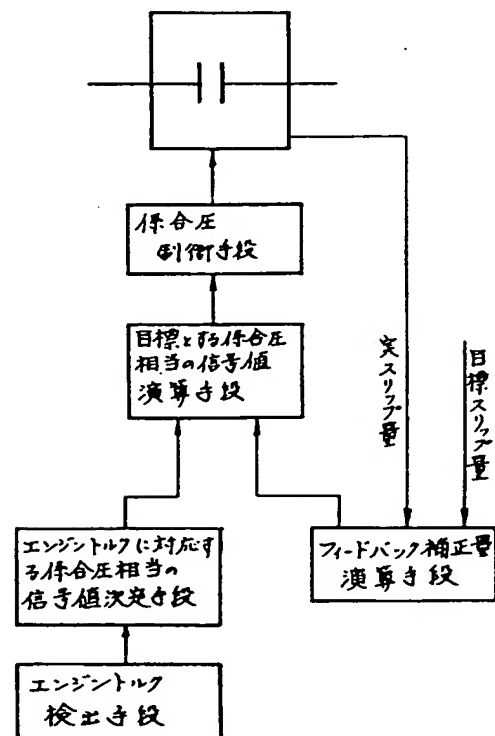 係合圧
制御手段
目標とする係合圧
相当の信号値
演算手段
実スリップ量
目標スリップ量
エンジントルクに対応す
る係合圧相当の
信号値決定手段
フィードバック補正量
演算手段
エンジントルク
検出手段